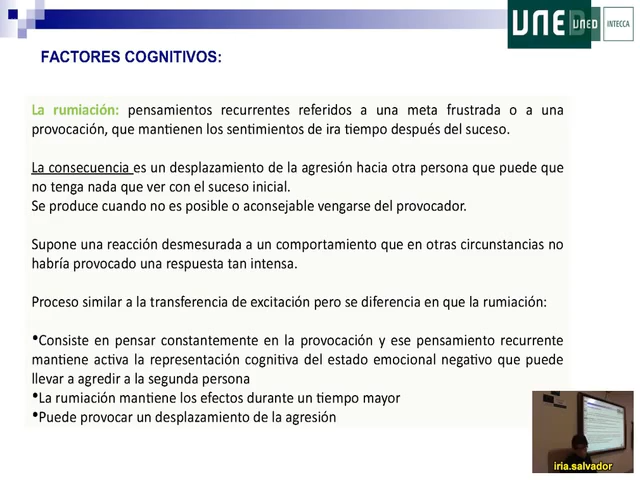 UNED
UNED
INTECCA
FACTORES COGNITIVOS:
La rumiación: pensamientos recurrentes referidos a una meta frustrada o a una
provocación, que mantienen los sentimientos de ira tiempo después del suceso.
La consecuencia es un desplazamiento de la agresión hacia otra persona que puede que
no tenga nada que ver con el suceso inicial.
Se produce cuando no es posible o aconsejable vengarse del provocador.
Supone una reacción desmesurada a un comportamiento que en otras circunstancias no
habría provocado una respuesta tan intensa.
Proceso similar a la transferencia de excitación pero se diferencia en que la rumiación:
•Consiste en pensar constantemente en la provocación y ese pensamiento recurrente
mantiene activa la representación cognitiva del estado emocional negativo que puede
llevar a agredir a la segunda persona
•La rumiación mantiene los efectos durante un tiempo mayor
•Puede provocar un desplazamiento de la agresión
iria.salvador